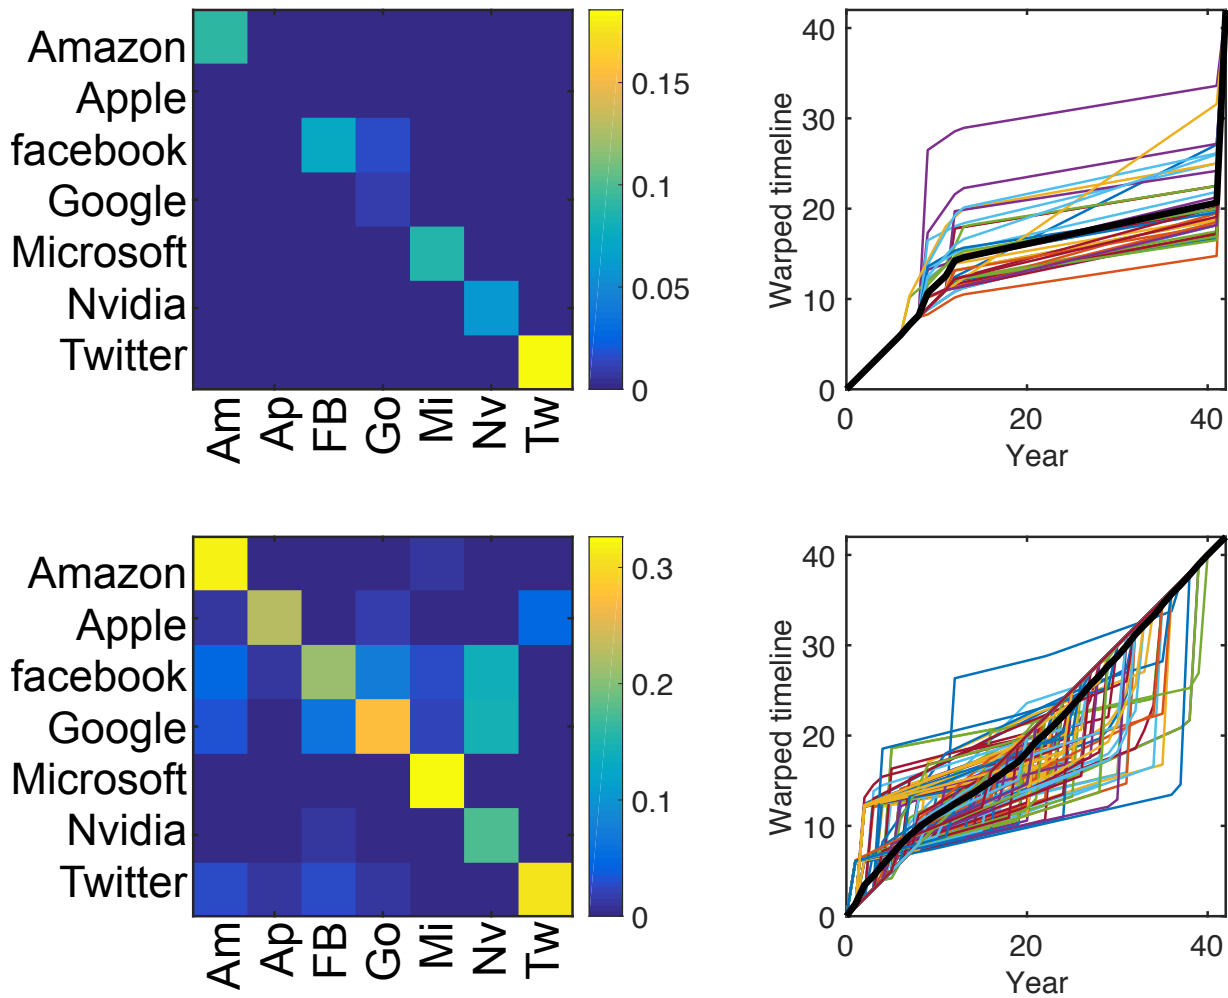 Amazon
Apple
facebook
Google
Microsoft
Nvidia
Twitter
Am
Ap
FB
Go
Mi
Nv
Tw
0.15
0.1
0.05
0
Warped timeline
40
30
20
10
0
0
20
40
Year
Amazon
Apple
facebook
Google
Microsoft
Nvidia
Twitter
Am
Ap
FB
Go
Mi
Nv
Tw
0.3
0.2
0.1
0
Warped timeline
40
30
20
10
0
0
20
40
Year